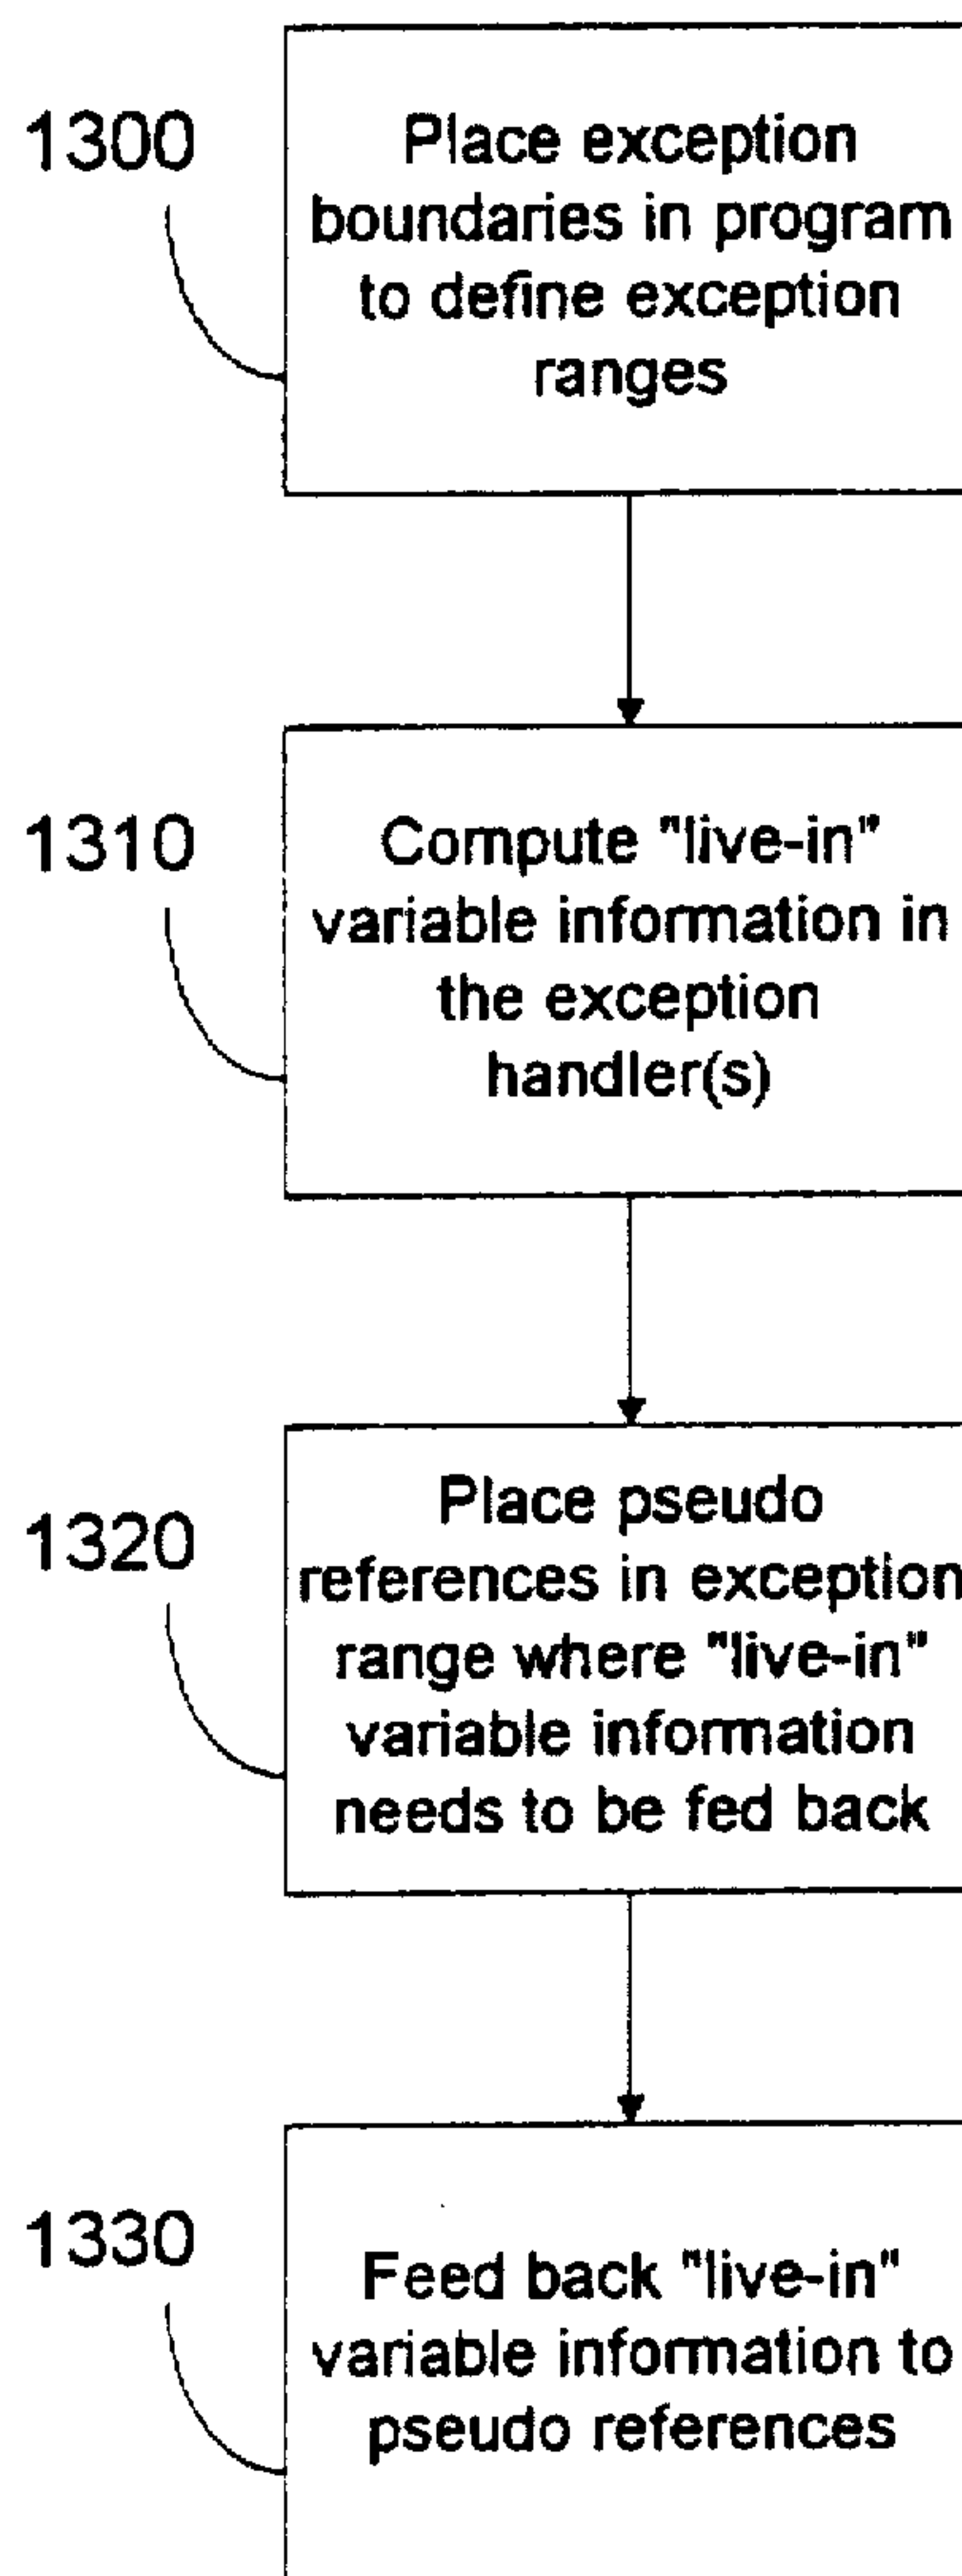 1300
Place exception
boundaries in program
to define exception
ranges
1310
Compute "live-in"
variable information in
the exception
handler(s)
1320
Place pseudo
references in exception
range where "live-in"
variable information
needs to be fed back
1330
Feed back "live-in"
variable information to
pseudo references